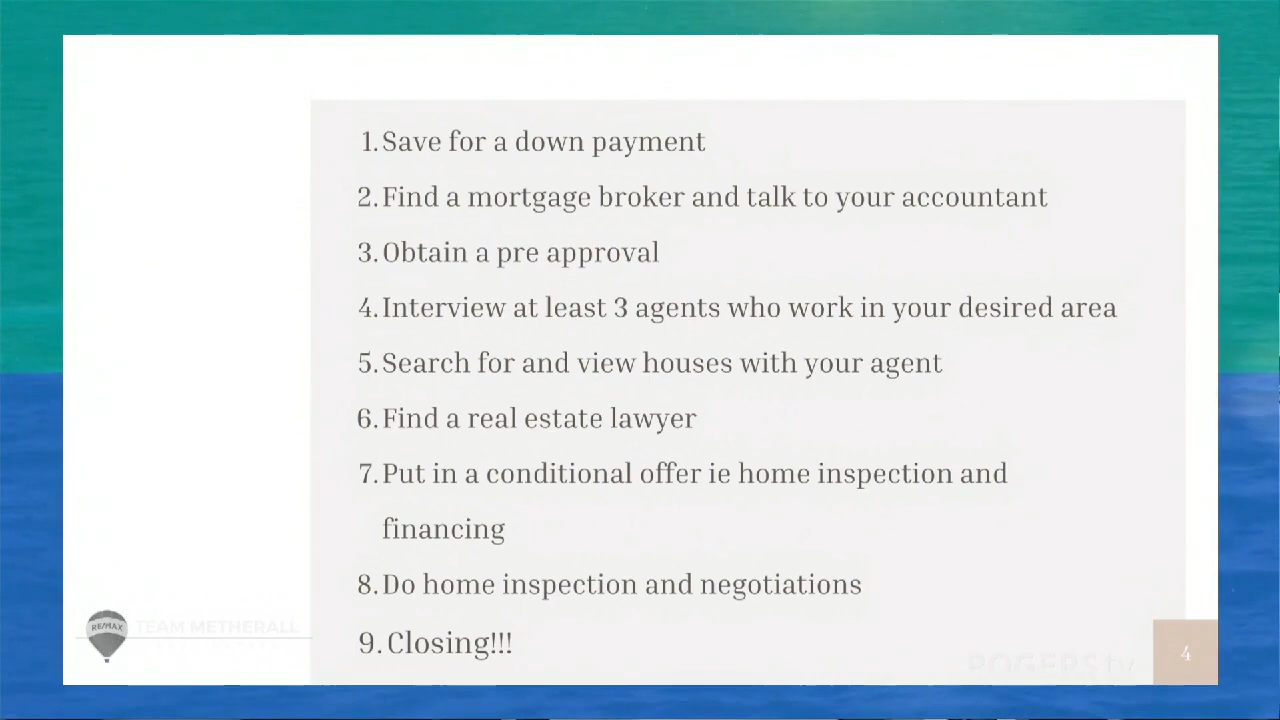 1. Save for a down payment
2. Find a mortgage broker and talk to your accountant
3. Obtain a pre approval
4. Interview at least 3 agents who work in your desired area
5. Search for and view houses with your agent
6. Find a real estate lawyer
7. Put in a conditional offer ie home inspection and
financing
8. Do home inspection and negotiations
9. Closing!!!
RE/MAX
TEAM METHERALL
ROGERS tv
4